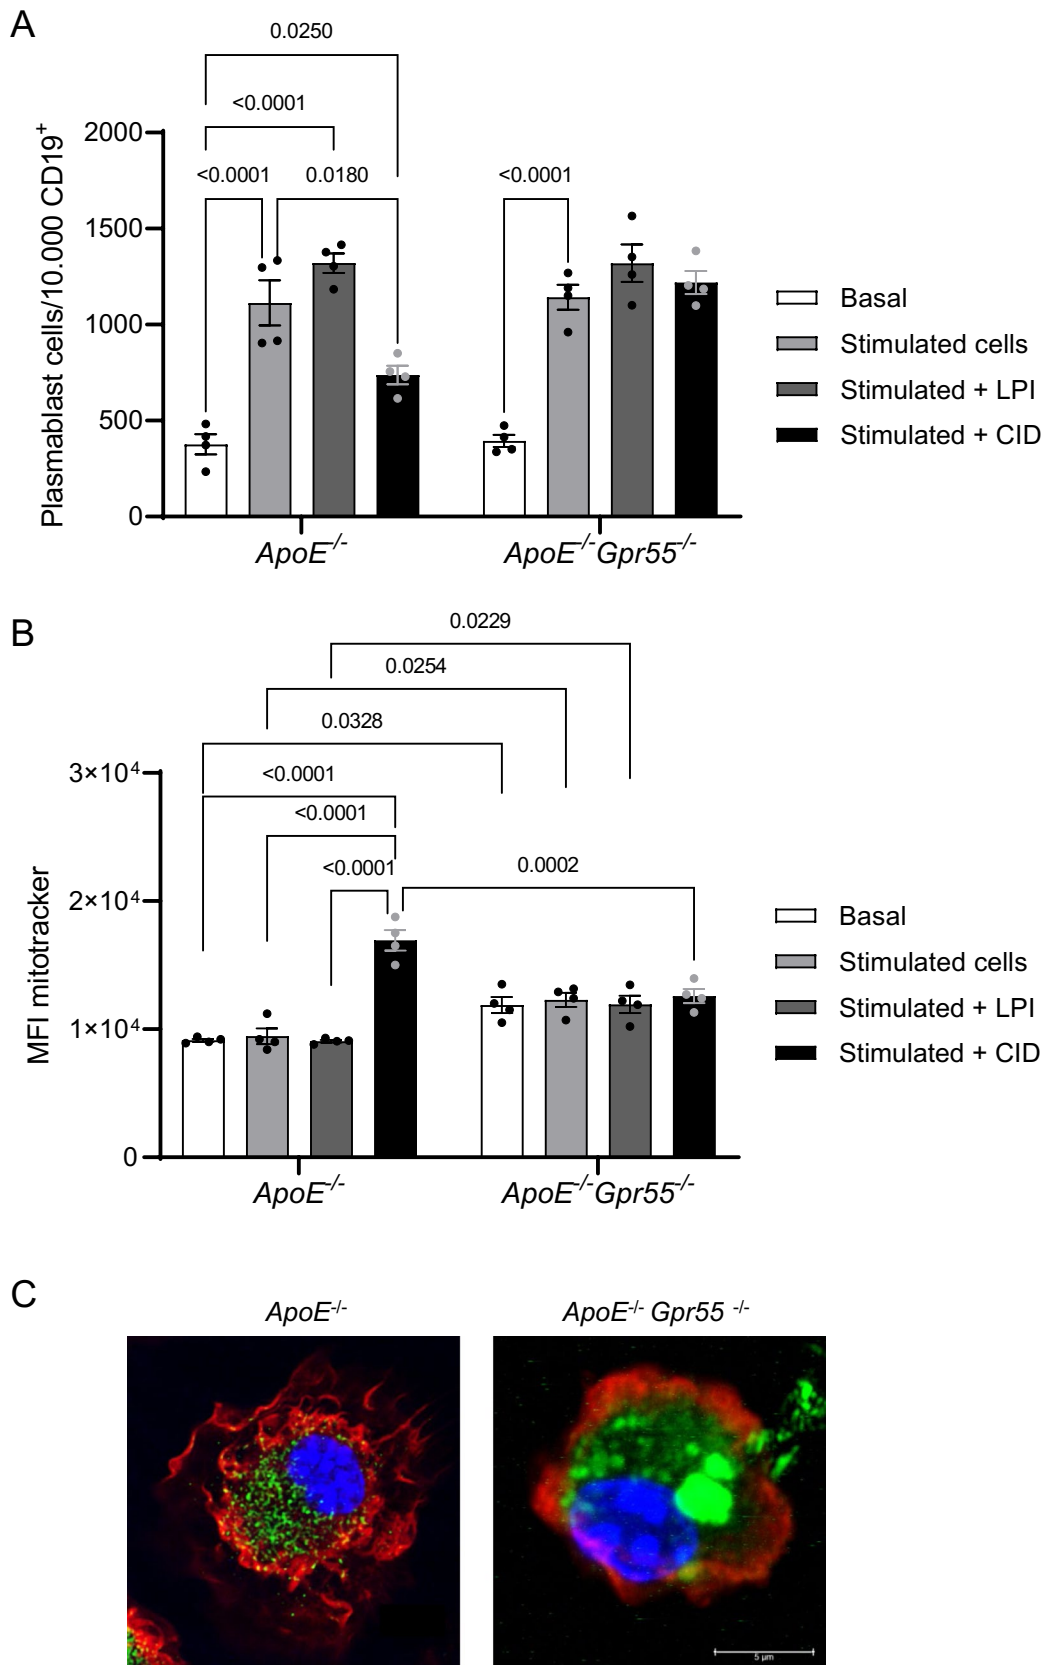 A
0.0250
<0.0001
<0.0001 0.0180 <0.0001
Plasmablast cells/10.000 CD19+
2000
1500
1000
500
0
Basal
Stimulated cells
Stimulated + LPI
Stimulated + CID
ApoE-/- ApoE-/-Gpr55-/-
B
0.0229
0.0254
0.0328
<0.0001
<0.0001
<0.0001 0.0002
MFI mitotracker
3×10⁴
2×10⁴
1×10⁴
0
Basal
Stimulated cells
Stimulated + LPI
Stimulated + CID
ApoE-/- ApoE-/-Gpr55-/-
C
ApoE-/- ApoE-/- Gpr55 -/-
5 µm